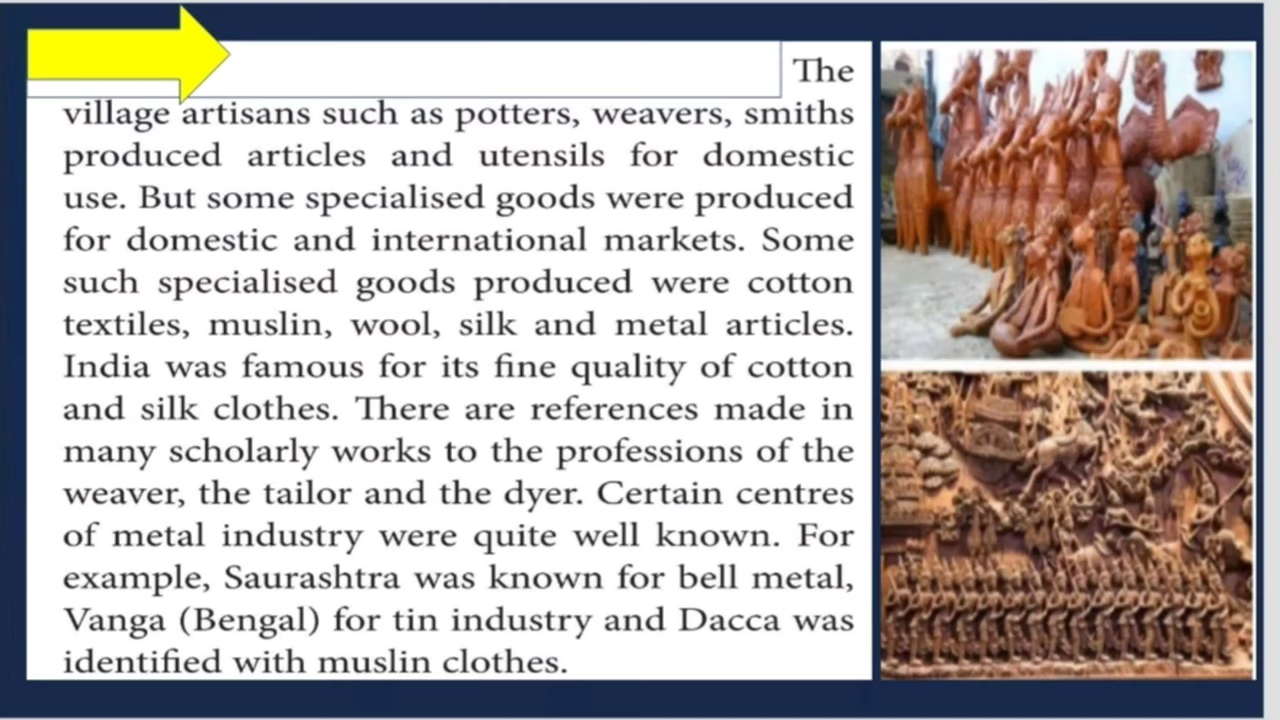 The
village artisans such as potters, weavers, smiths
produced articles and utensils for domestic
use. But some specialised goods were produced
for domestic and international markets. Some
such specialised goods produced were cotton
textiles, muslin, wool, silk and metal articles.
India was famous for its fine quality of cotton
and silk clothes. There are references made in
many scholarly works to the professions of the
weaver, the tailor and the dyer. Certain centres
of metal industry were quite well known. For
example, Saurashtra was known for bell metal,
Vanga (Bengal) for tin industry and Dacca was
identified with muslin clothes.